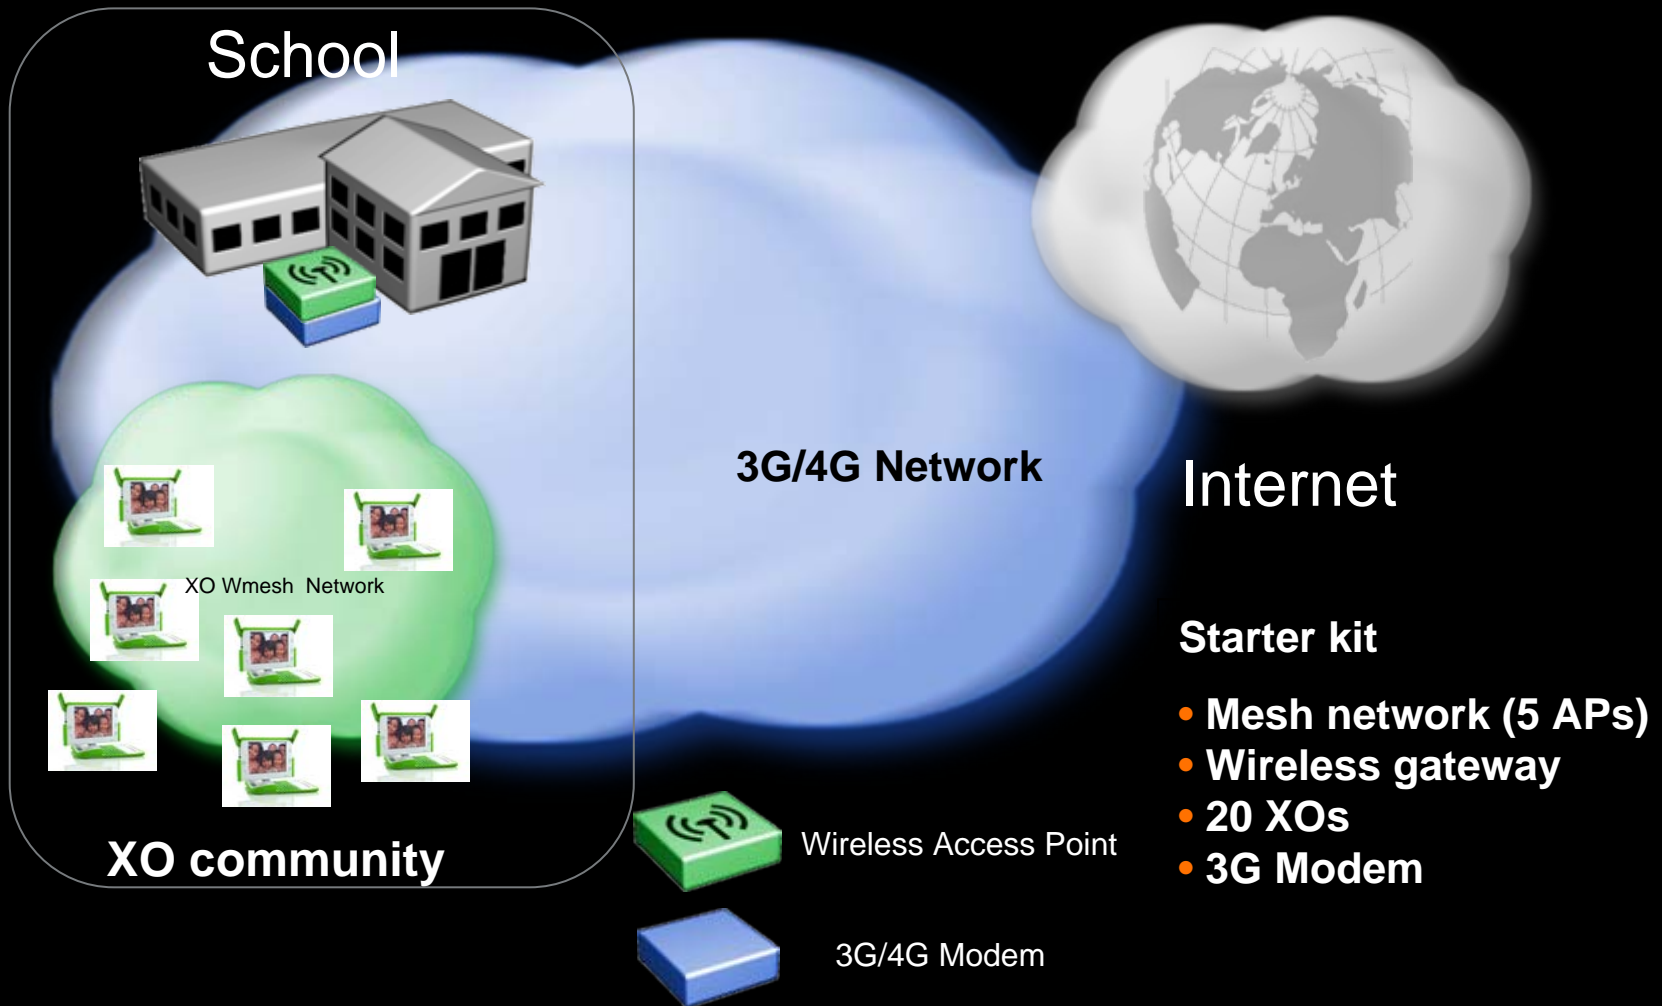 School
3G/4G Network
Internet
XO Wmesh Network
XO community
Starter kit
• Mesh network (5 APs)
• Wireless gateway
• 20 XOs
• 3G Modem
Wireless Access Point
3G/4G Modem